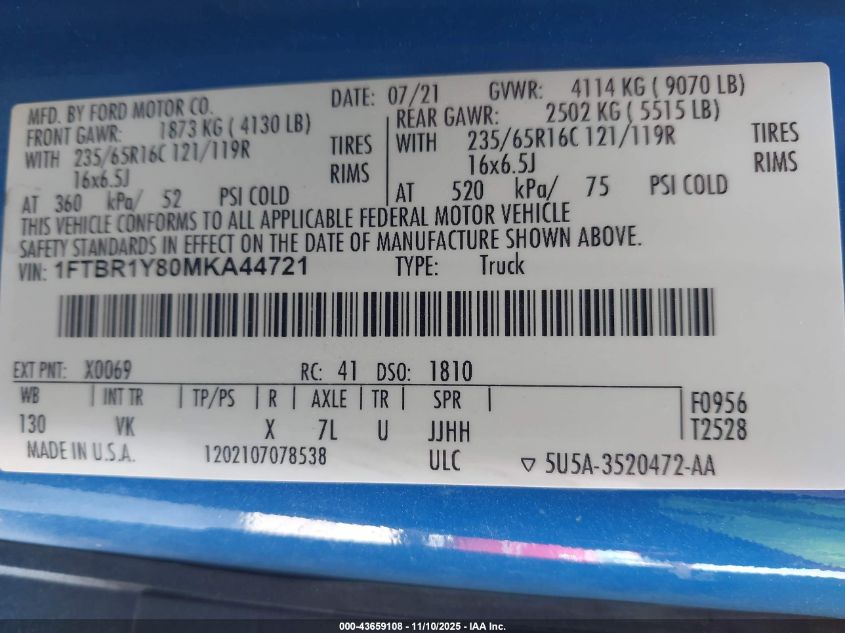 MFD. BY FORD MOTOR CO.
DATE: 07/21
GVWR: 4114 KG ( 9070 LB)
FRONT GAWR: 1873 KG ( 4130 LB)
REAR GAWR: 2502 KG ( 5515 LB)
WITH 235/65R16C 121/119R TIRES
WITH 235/65R16C 121/119R TIRES
16x6.5J RIMS
16x6.5J RIMS
AT 360 kPa/ 52 PSI COLD
AT 520 kPa/ 75 PSI COLD
THIS VEHICLE CONFORMS TO ALL APPLICABLE FEDERAL MOTOR VEHICLE
SAFETY STANDARDS IN EFFECT ON THE DATE OF MANUFACTURE SHOWN ABOVE.
VIN: 1FTBR1Y80MKA44721 TYPE: Truck
EXT PNT: X0069 RC: 41 DSO: 1810
WB INT TR TP/PS R AXLE TR SPR F0956
130 VK X 7L U JJHH T2528
MADE IN U.S.A. 1202107078538 ULC ▽ 5U5A-3520472-AA
000-43659108 - 11/10/2025 - IAA Inc.